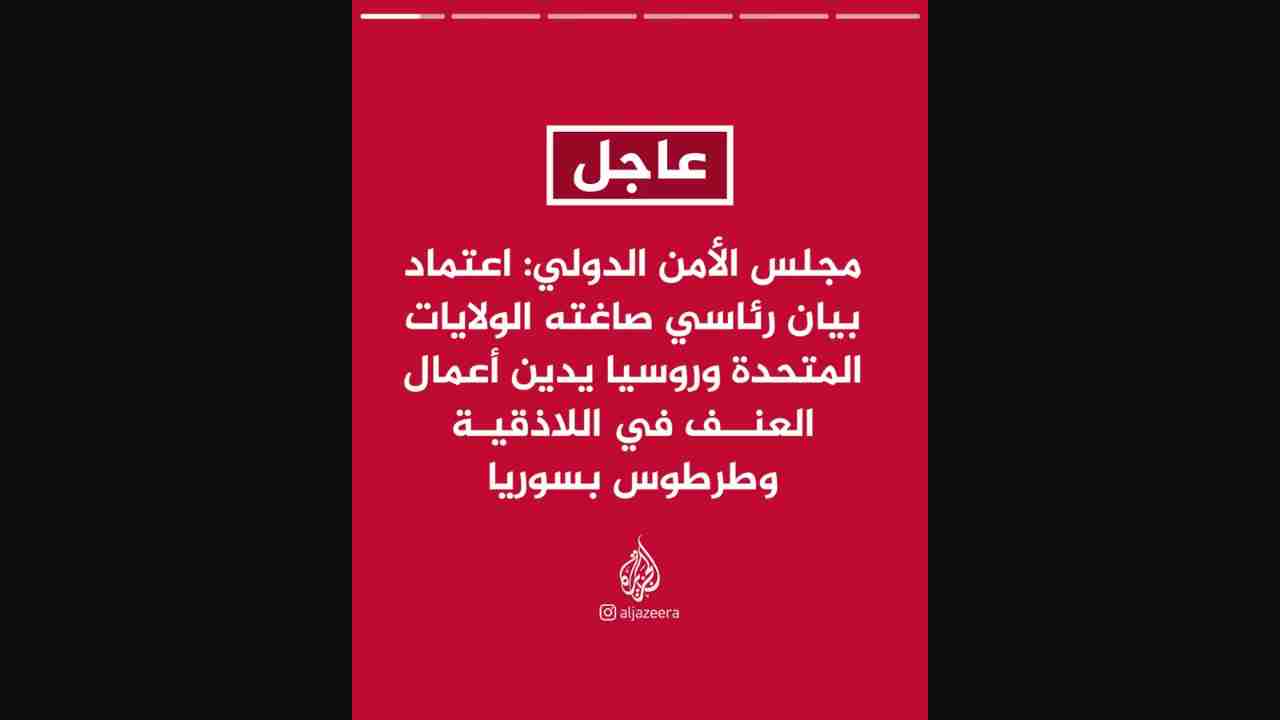 عاجل
مجلس الأمن الدولي: اعتماد
بيان رئاسي صاغته الولايات
المتحدة وروسيا يدين أعمال
العنـــف في اللاذقيـــة
وطرطوس بسوريا
الجزيرة
aljazeera